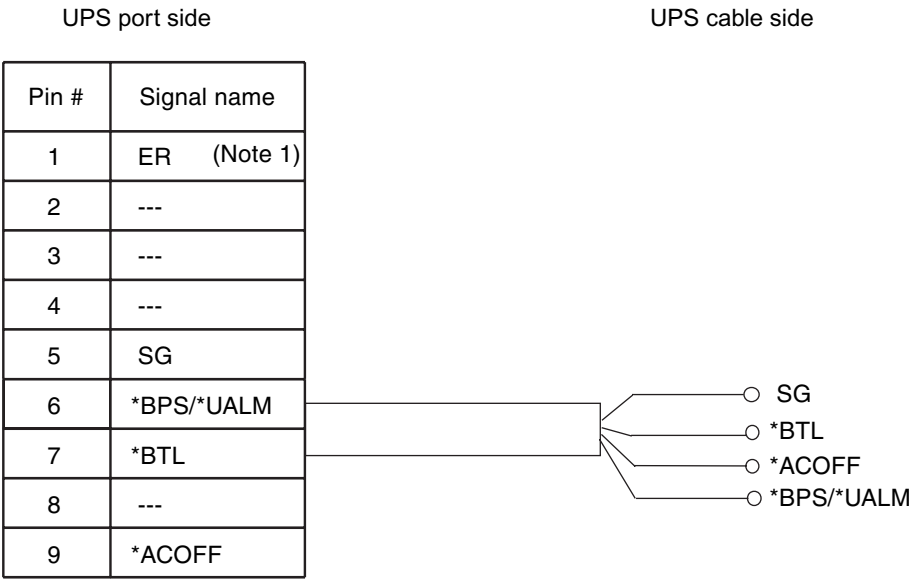 UPS port side UPS cable side
Pin # Signal name
1 ER (Note 1)
2 ---
3 ---
4 ---
5 SG
6 *BPS/*UALM
7 *BTL
8 ---
9 *ACOFF
SG
*BTL
*ACOFF
*BPS/*UALM